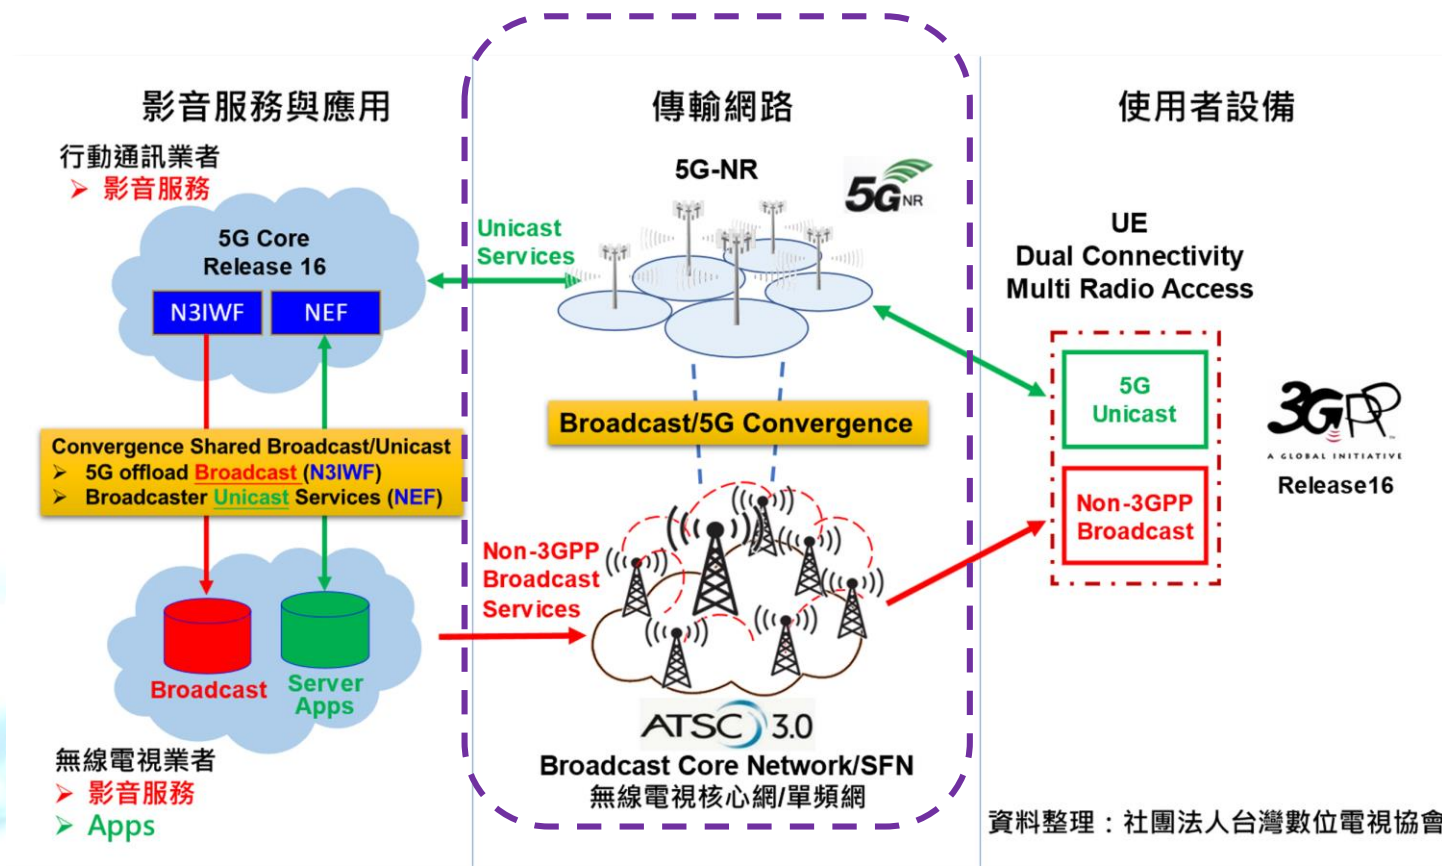 影音服務與應用
行動通訊業者
➢ 影音服務
5G Core
Release 16
N3IWF
NEF
Convergence Shared Broadcast/Unicast
➢ 5G offload Broadcast (N3IWF)
➢ Broadcaster Unicast Services (NEF)
Broadcast
Server
Apps
無線電視業者
➢ 影音服務
➢ Apps
傳輸網路
5G-NR
5G NR
Unicast
Services
Broadcast/5G Convergence
Non-3GPP
Broadcast
Services
ATSC 3.0
Broadcast Core Network/SFN
無線電視核心網/單頻網
使用者設備
UE
Dual Connectivity
Multi Radio Access
5G
Unicast
Non-3GPP
Broadcast
3GPP
A GLOBAL INITIATIVE
Release16
資料整理：社團法人台灣數位電視協會